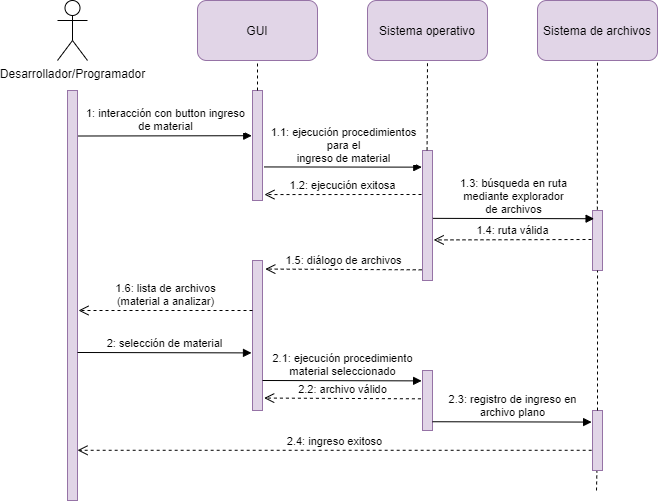 GUI
Sistema operativo
Sistema de archivos
Desarrollador/Programador
1: interacción con button ingreso
de material
1.1: ejecución procedimientos
para el
ingreso de material
1.2: ejecución exitosa
1.3: búsqueda en ruta
mediante explorador
de archivos
1.4: ruta válida
1.5: diálogo de archivos
1.6: lista de archivos
(material a analizar)
2: selección de material
2.1: ejecución procedimiento
material seleccionado
2.2: archivo válido
2.3: registro de ingreso en
archivo plano
2.4: ingreso exitoso